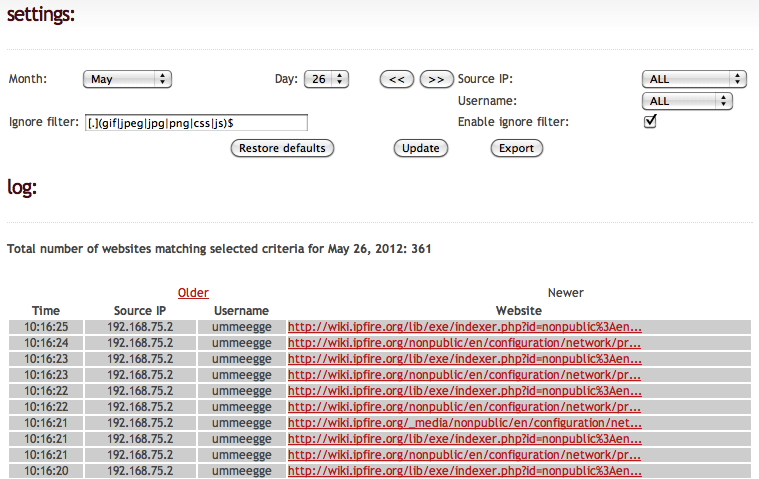 settings:
Month: May Day: 26 << >> Source IP: ALL
Username: ALL
Ignore filter: [.](gif|jpeg|jpg|png|css|js)$ Enable ignore filter:
Restore defaults Update Export
log:
Total number of websites matching selected criteria for May 26, 2012: 361
Older Newer
Time Source IP Username Website
10:16:25 192.168.75.2 ummeegge http://wiki.ipfire.org/lib/exe/indexer.php?id=nonpublic%3Aen...
10:16:24 192.168.75.2 ummeegge http://wiki.ipfire.org/nonpublic/en/configuration/network/pr...
10:16:23 192.168.75.2 ummeegge http://wiki.ipfire.org/lib/exe/indexer.php?id=nonpublic%3Aen...
10:16:23 192.168.75.2 ummeegge http://wiki.ipfire.org/nonpublic/en/configuration/network/pr...
10:16:22 192.168.75.2 ummeegge http://wiki.ipfire.org/lib/exe/indexer.php?id=nonpublic%3Aen...
10:16:22 192.168.75.2 ummeegge http://wiki.ipfire.org/nonpublic/en/configuration/network/pr...
10:16:21 192.168.75.2 ummeegge http://wiki.ipfire.org/_media/nonpublic/en/configuration/net...
10:16:21 192.168.75.2 ummeegge http://wiki.ipfire.org/lib/exe/indexer.php?id=nonpublic%3Aen...
10:16:21 192.168.75.2 ummeegge http://wiki.ipfire.org/nonpublic/en/configuration/network/pr...
10:16:20 192.168.75.2 ummeegge http://wiki.ipfire.org/lib/exe/indexer.php?id=nonpublic%3Aen...